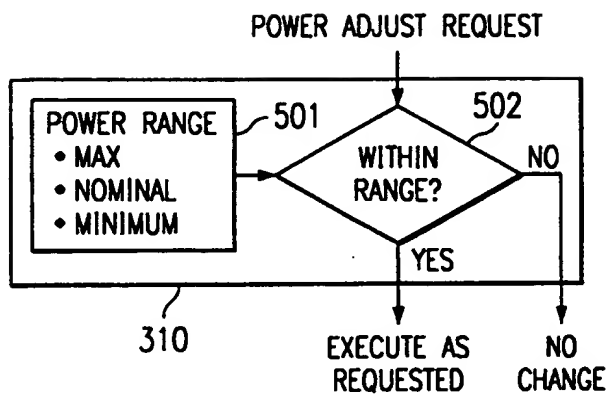 POWER ADJUST REQUEST
POWER RANGE
• MAX
• NOMINAL
• MINIMUM
501
502
WITHIN
RANGE?
NO
YES
310
EXECUTE AS
REQUESTED
NO
CHANGE